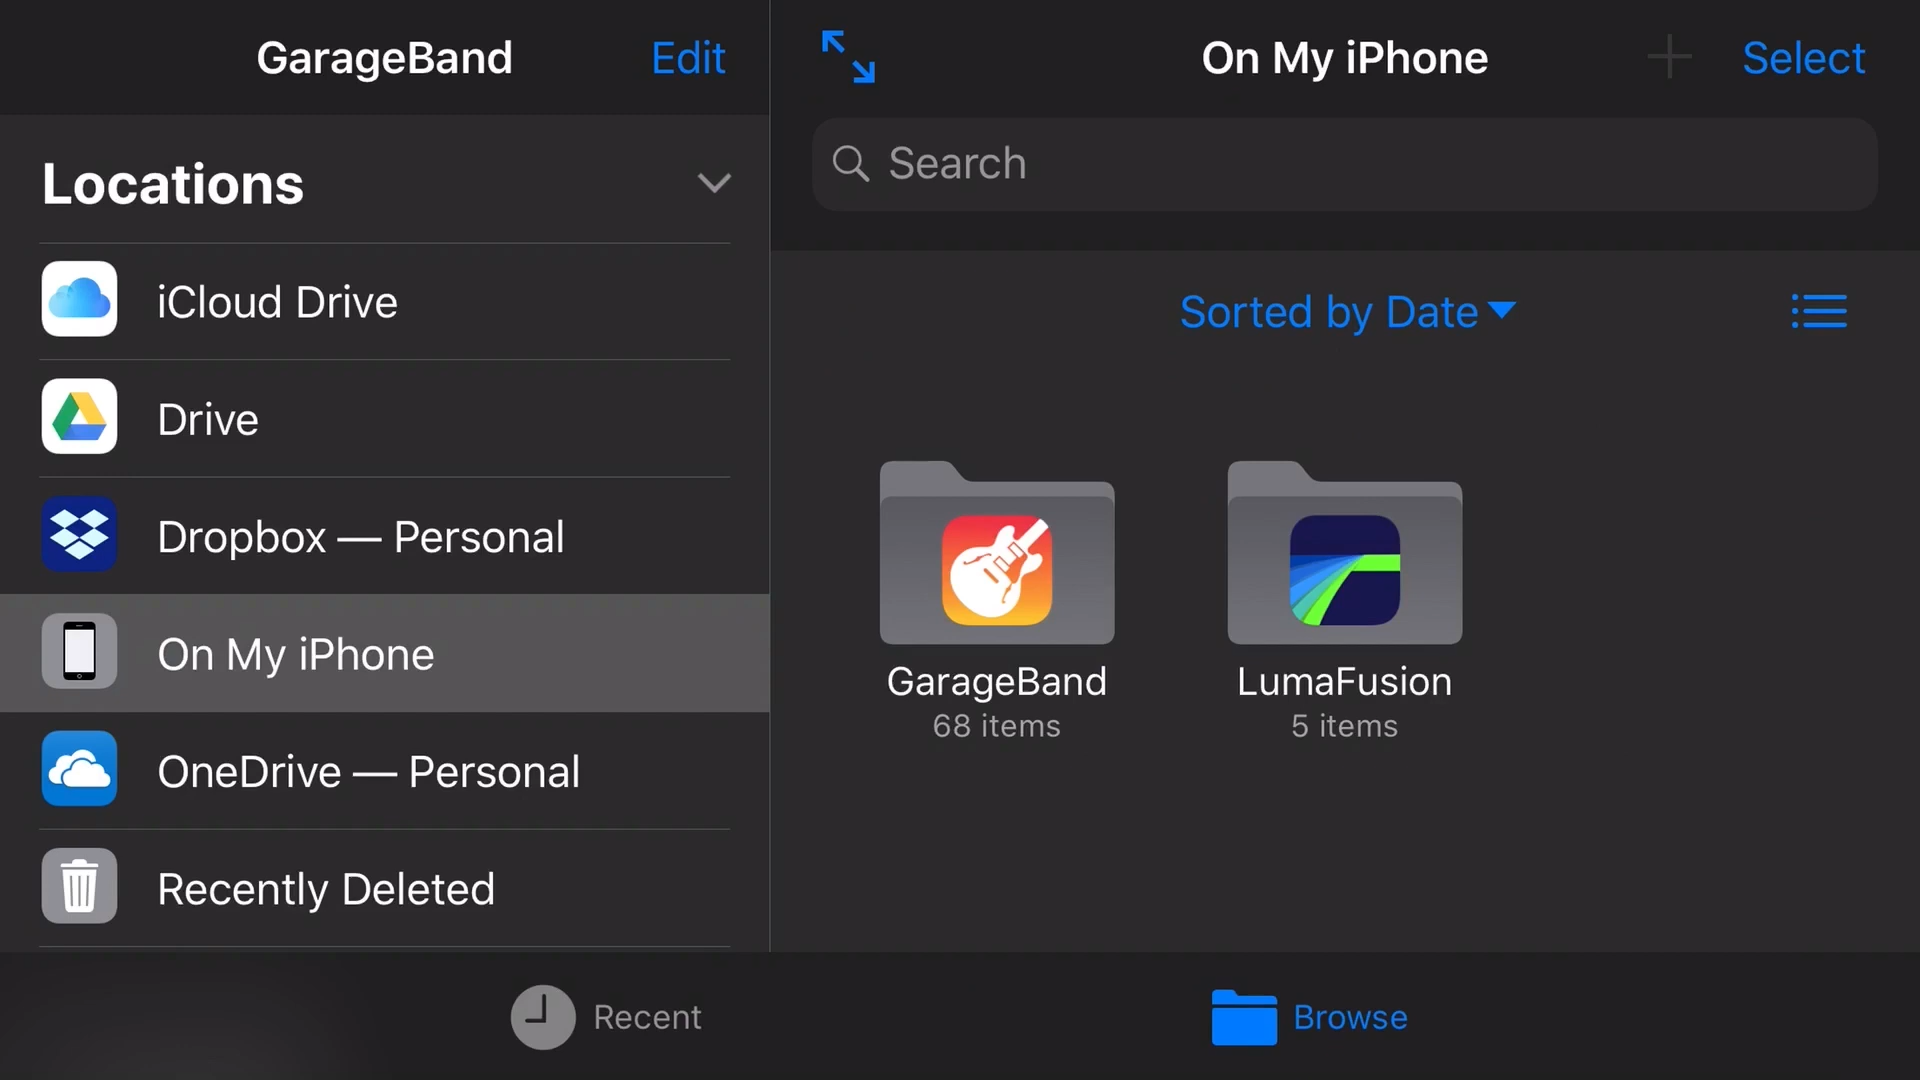 GarageBand
Edit
Locations
iCloud Drive
Drive
Dropbox — Personal
On My iPhone
OneDrive — Personal
Recently Deleted
On My iPhone
Select
Search
Sorted by Date
GarageBand
68 items
LumaFusion
5 items
Recent
Browse